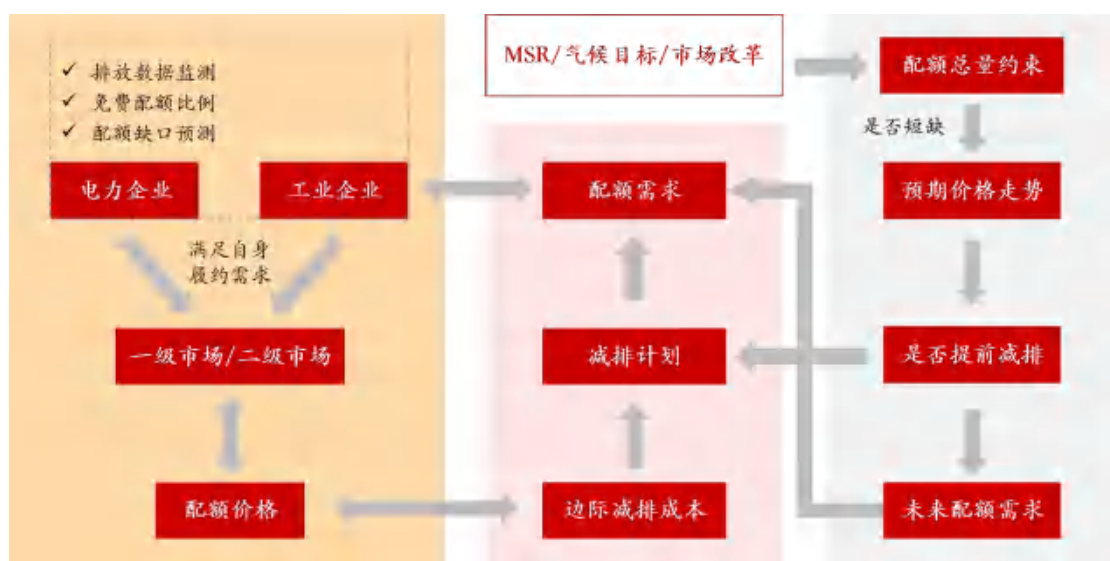 ✓ 排放数据监测
✓ 免费配额比例
✓ 配额缺口预测
电力企业
工业企业
满足自身
履约需求
一级市场/二级市场
配额价格
MSR/气候目标/市场改革
配额需求
减排计划
边际减排成本
配额总量约束
是否短缺
预期价格走势
是否提前减排
未来配额需求